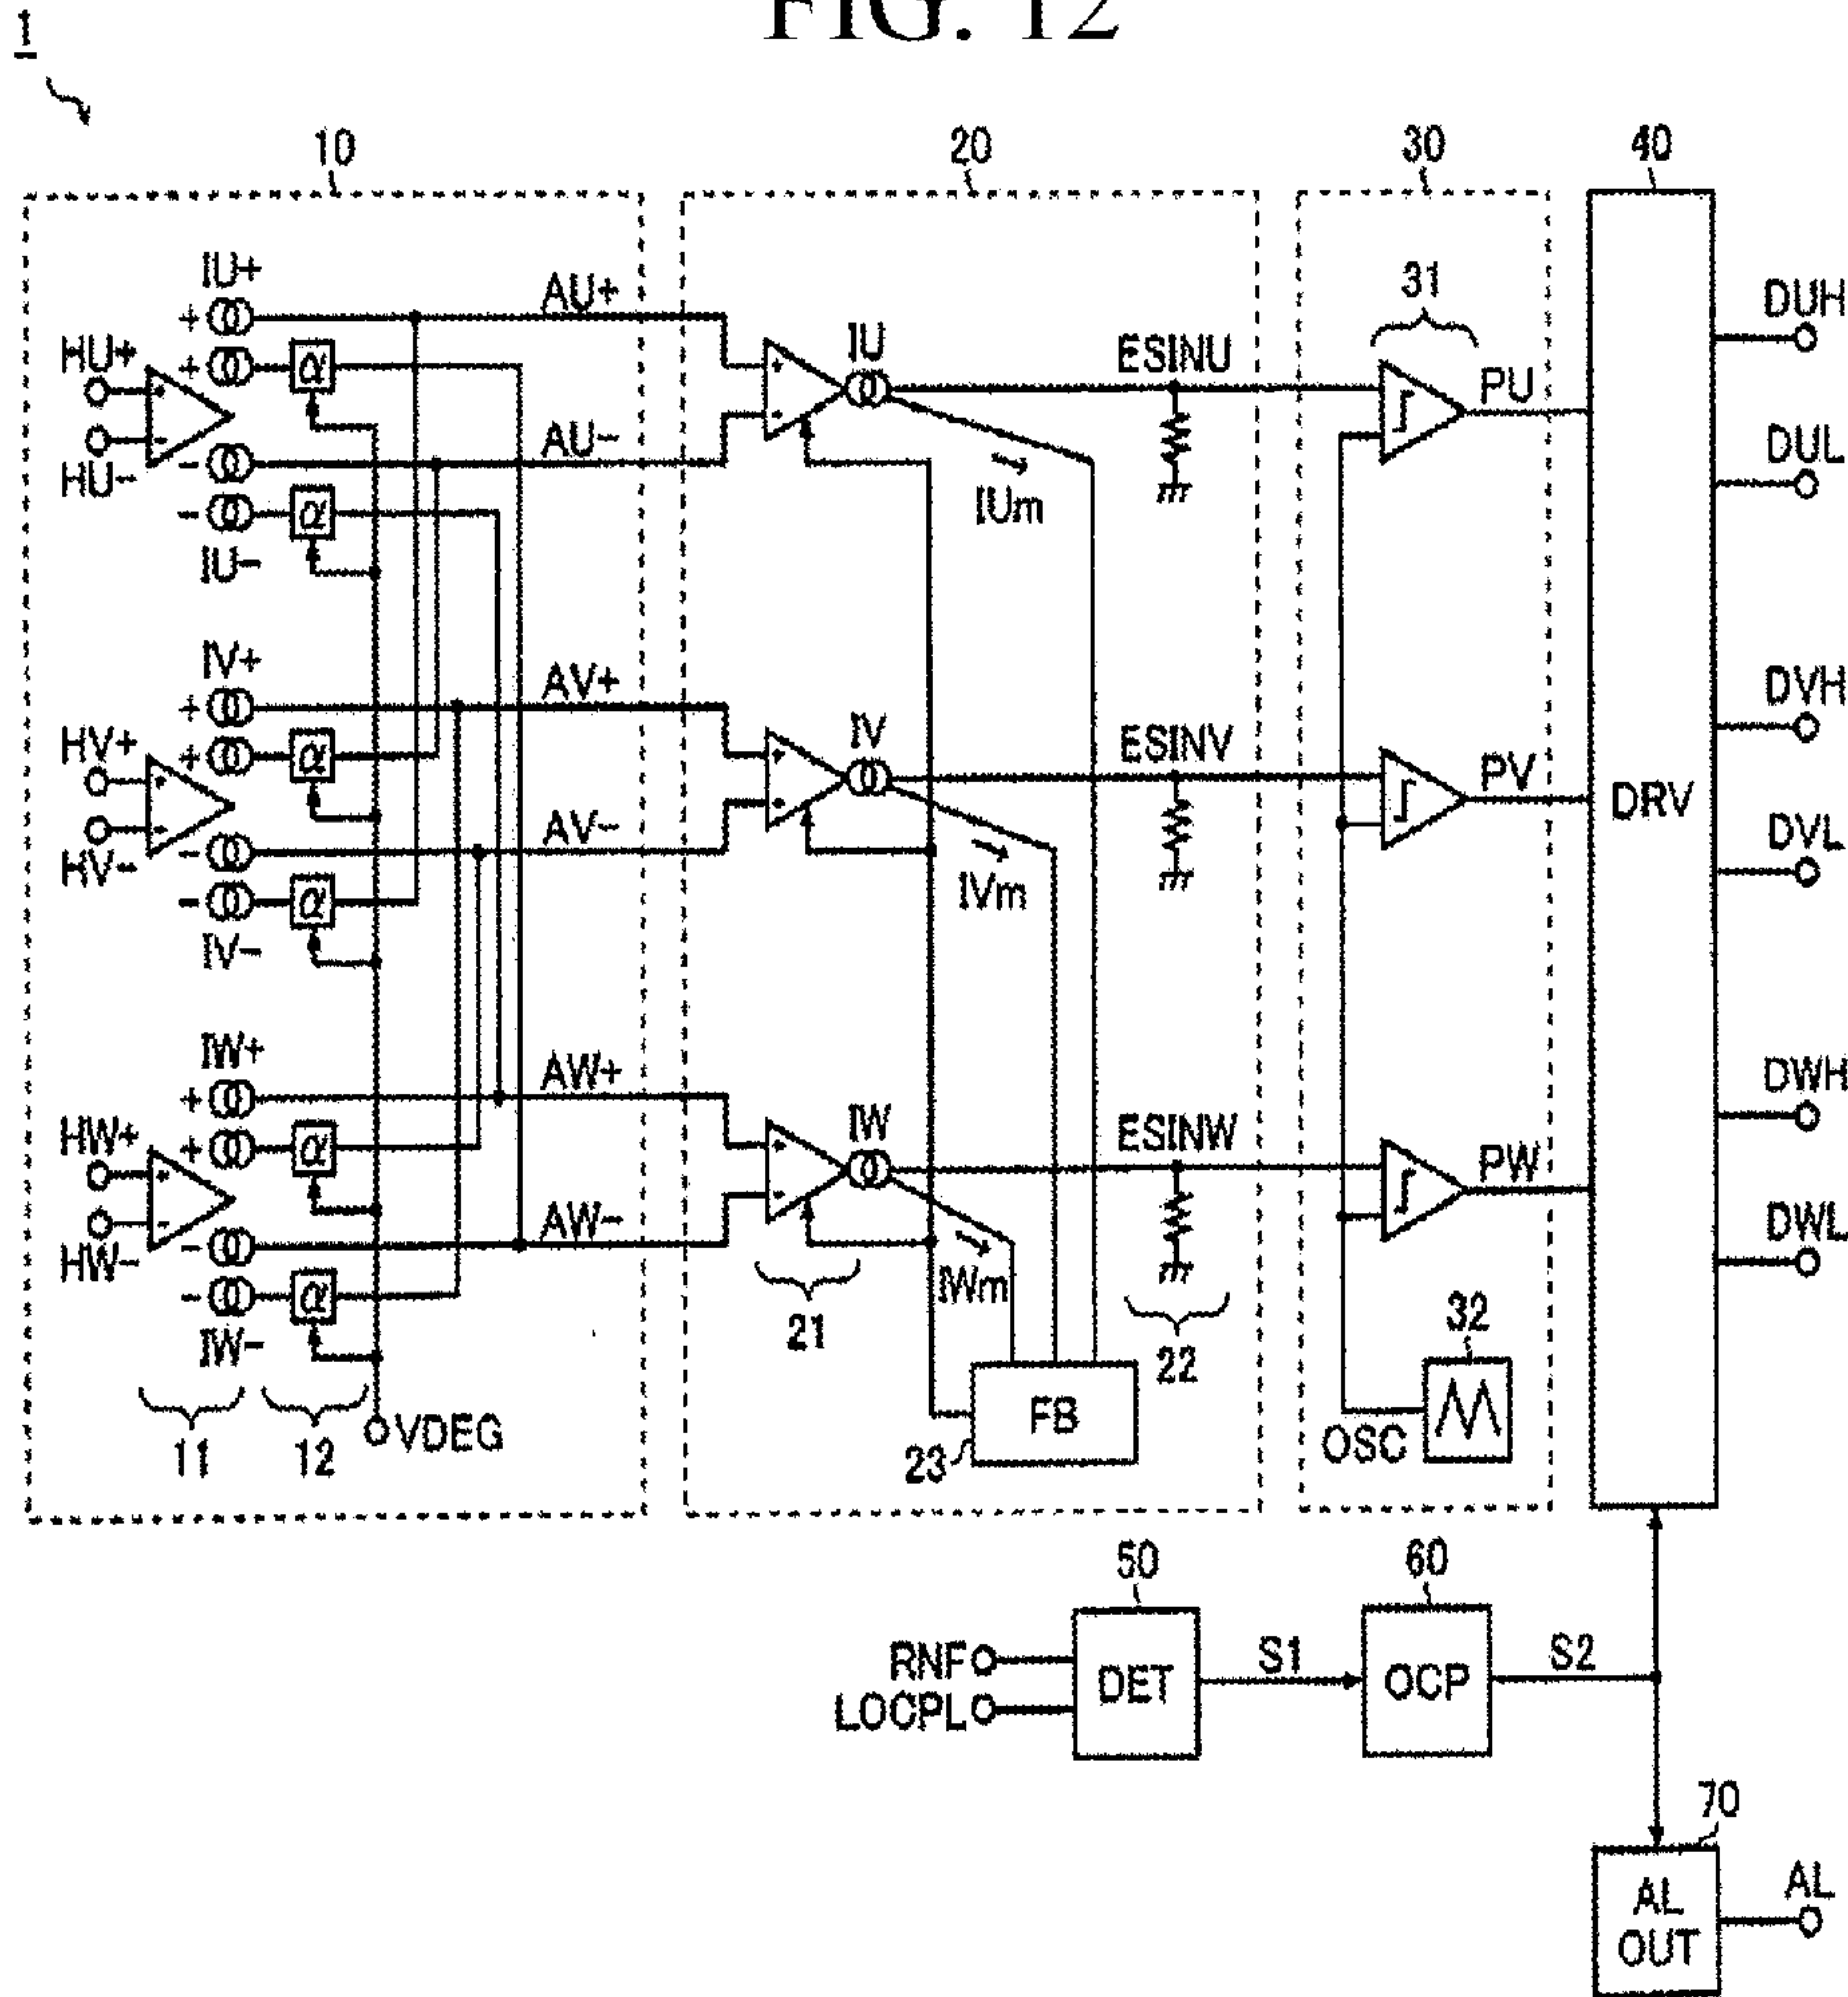 FIG. 12
1
10
20
30
40
IU+
+
AU+
HU+
+
α
+
-
HU-
-
AU-
-
α
IU-
+
-
IU
ESINU
IUm
31
PU
DUH
DUL
IV+
+
AV+
HV+
+
α
+
-
HV-
-
AV-
-
α
IV-
+
-
IV
ESINV
IVm
PV
DRV
DVH
DVL
IW+
+
AW+
HW+
+
α
+
-
HW-
-
AW-
-
α
IW-
+
-
IW
ESINW
IWm
PW
DWH
DWL
11
12
VDEG
21
22
23
FB
32
OSC
50
60
RNF
LOCPL
DET
S1
OCP
S2
70
AL
OUT
AL